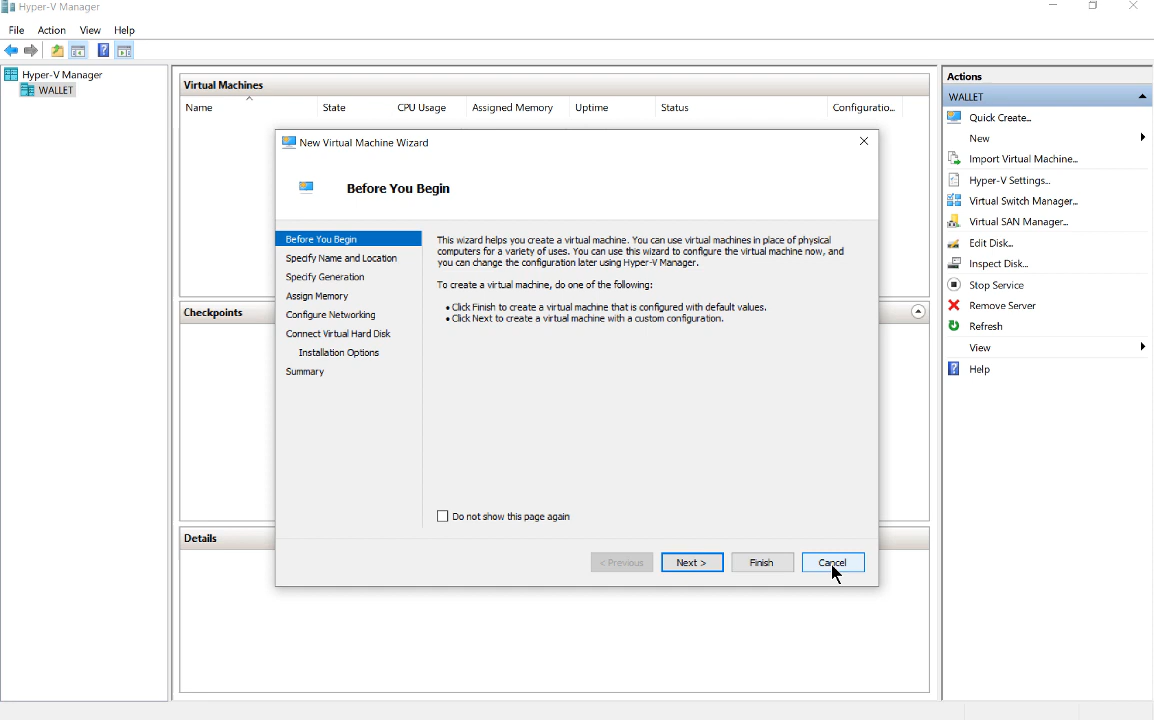 Hyper-V Manager
File Action View Help
Hyper-V Manager
WALLET
Virtual Machines
Name State CPU Usage Assigned Memory Uptime Status Configuratio...
New Virtual Machine Wizard
Before You Begin
Before You Begin
Specify Name and Location
Specify Generation
Assign Memory
Configure Networking
Connect Virtual Hard Disk
Installation Options
Summary
This wizard helps you create a virtual machine. You can use virtual machines in place of physical
computers for a variety of uses. You can use this wizard to configure the virtual machine now, and
you can change the configuration later using Hyper-V Manager.
To create a virtual machine, do one of the following:
• Click Finish to create a virtual machine that is configured with default values.
• Click Next to create a virtual machine with a custom configuration.
Do not show this page again
< Previous Next > Finish Cancel
Checkpoints
Details
Actions
WALLET
Quick Create...
New
Import Virtual Machine...
Hyper-V Settings...
Virtual Switch Manager...
Virtual SAN Manager...
Edit Disk...
Inspect Disk...
Stop Service
Remove Server
Refresh
View
Help